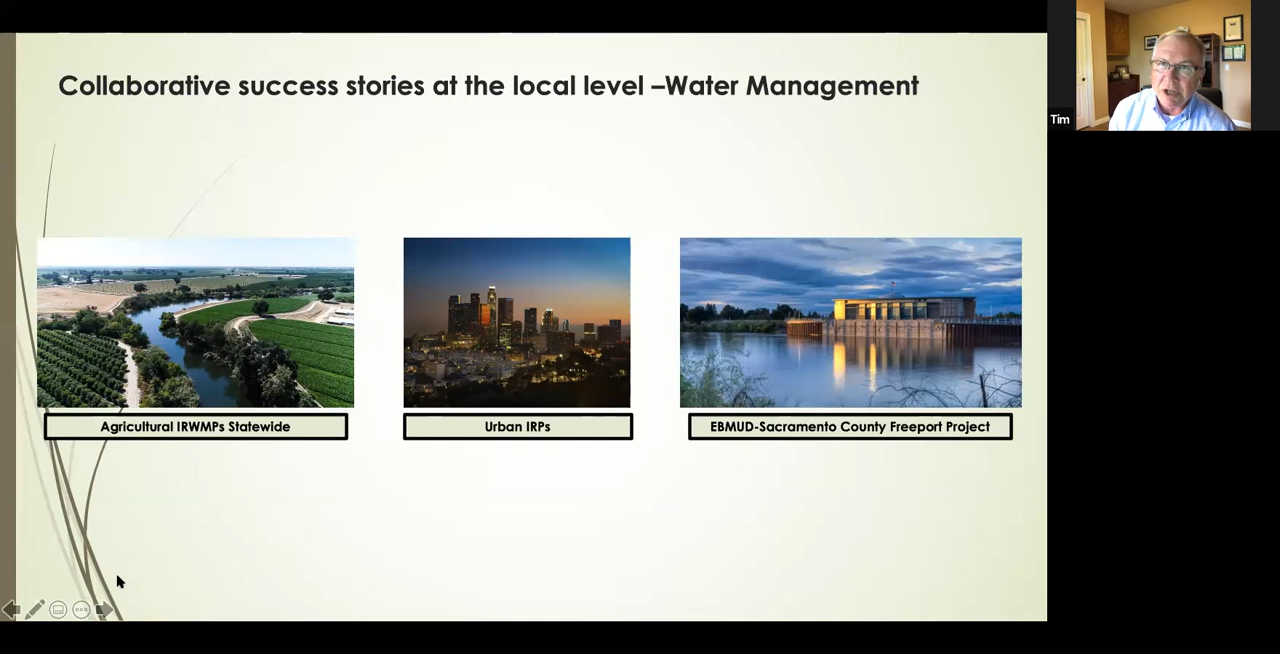 Collaborative success stories at the local level –Water Management
Tim
Agricultural IRWMPs Statewide
Urban IRPs
EBMUD-Sacramento County Freeport Project